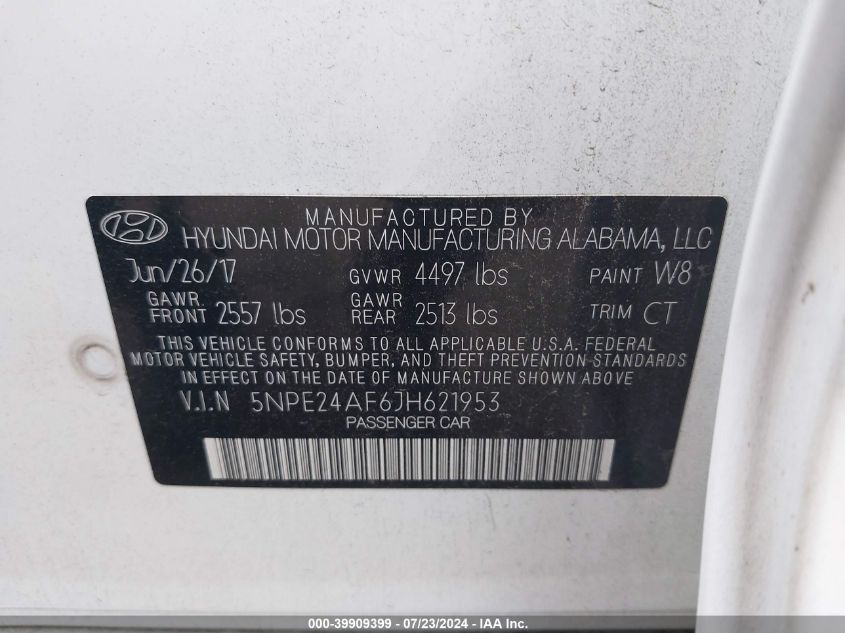 MANUFACTURED BY
HYUNDAI MOTOR MANUFACTURING ALABAMA, LLC
Jun/26/17 GVWR 4497 lbs PAINT W8
GAWR FRONT 2557 lbs GAWR REAR 2513 lbs TRIM CT
THIS VEHICLE CONFORMS TO ALL APPLICABLE U.S.A. FEDERAL
MOTOR VEHICLE SAFETY, BUMPER, AND THEFT PREVENTION STANDARDS
IN EFFECT ON THE DATE OF MANUFACTURE SHOWN ABOVE
V.I.N 5NPE24AF6JH621953
PASSENGER CAR
000-39909399 / 07/23/2024 - IAA Inc.